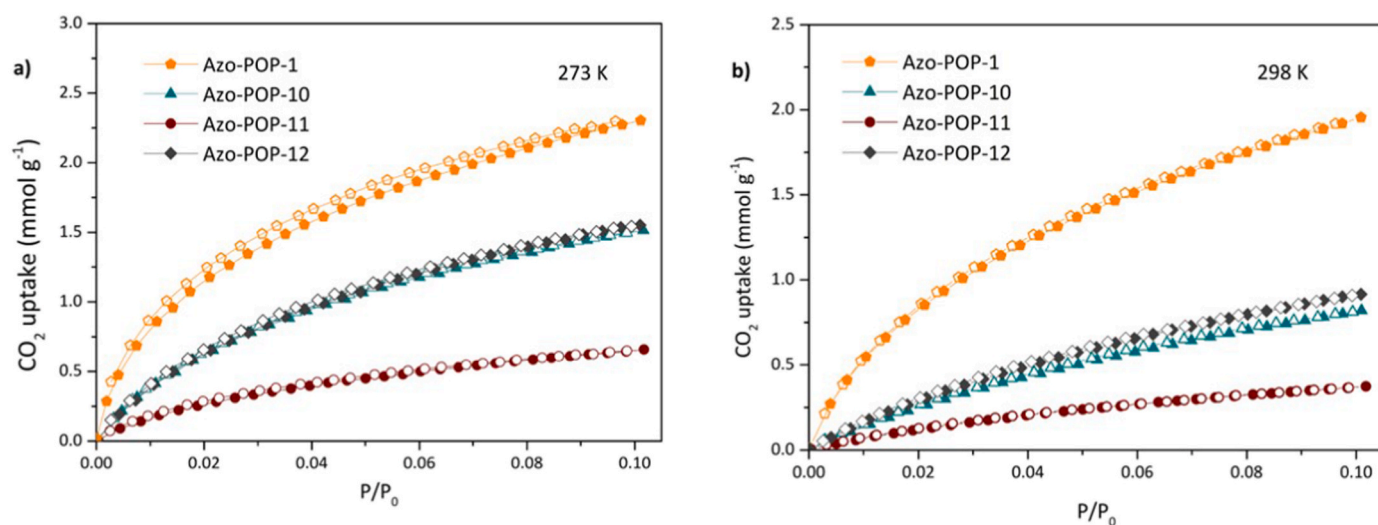 a)
273 K
Azo-POP-1
Azo-POP-10
Azo-POP-11
Azo-POP-12
CO₂ uptake (mmol g⁻¹)
3.0
2.5
2.0
1.5
1.0
0.5
0.0
0.00 0.02 0.04 0.06 0.08 0.10
P/P₀
b)
298 K
Azo-POP-1
Azo-POP-10
Azo-POP-11
Azo-POP-12
CO₂ uptake (mmol g⁻¹)
2.5
2.0
1.5
1.0
0.5
0.0
0.00 0.02 0.04 0.06 0.08 0.10
P/P₀